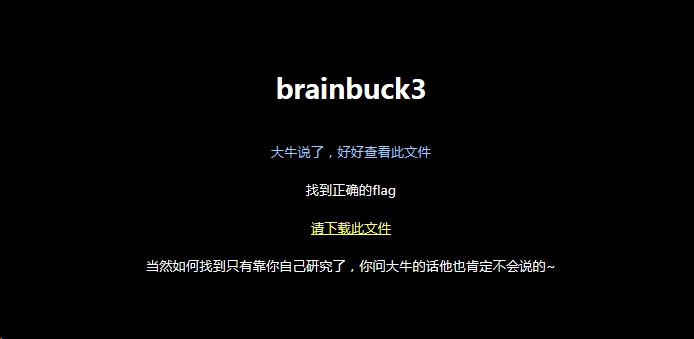 brainbuck3
大牛说了，好好查看此文件
找到正确的flag
请下载此文件
当然如何找到只有靠你自己研究了，你问大牛的话他也肯定不会说的~